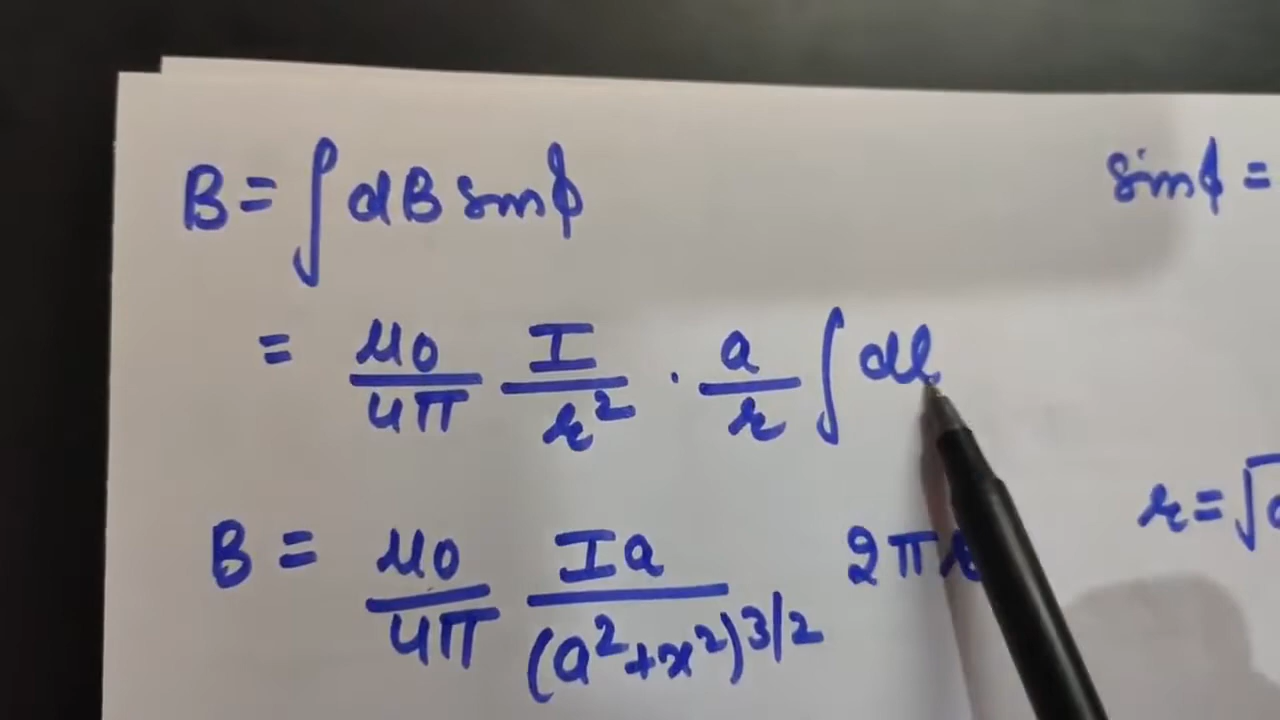 B = ∫ dB sinϕ
sinϕ =
= μ0/4π I/r² · a/r ∫ dl
r = √a
B = μ0/4π Ia/(a²+x²)^3/2 2π